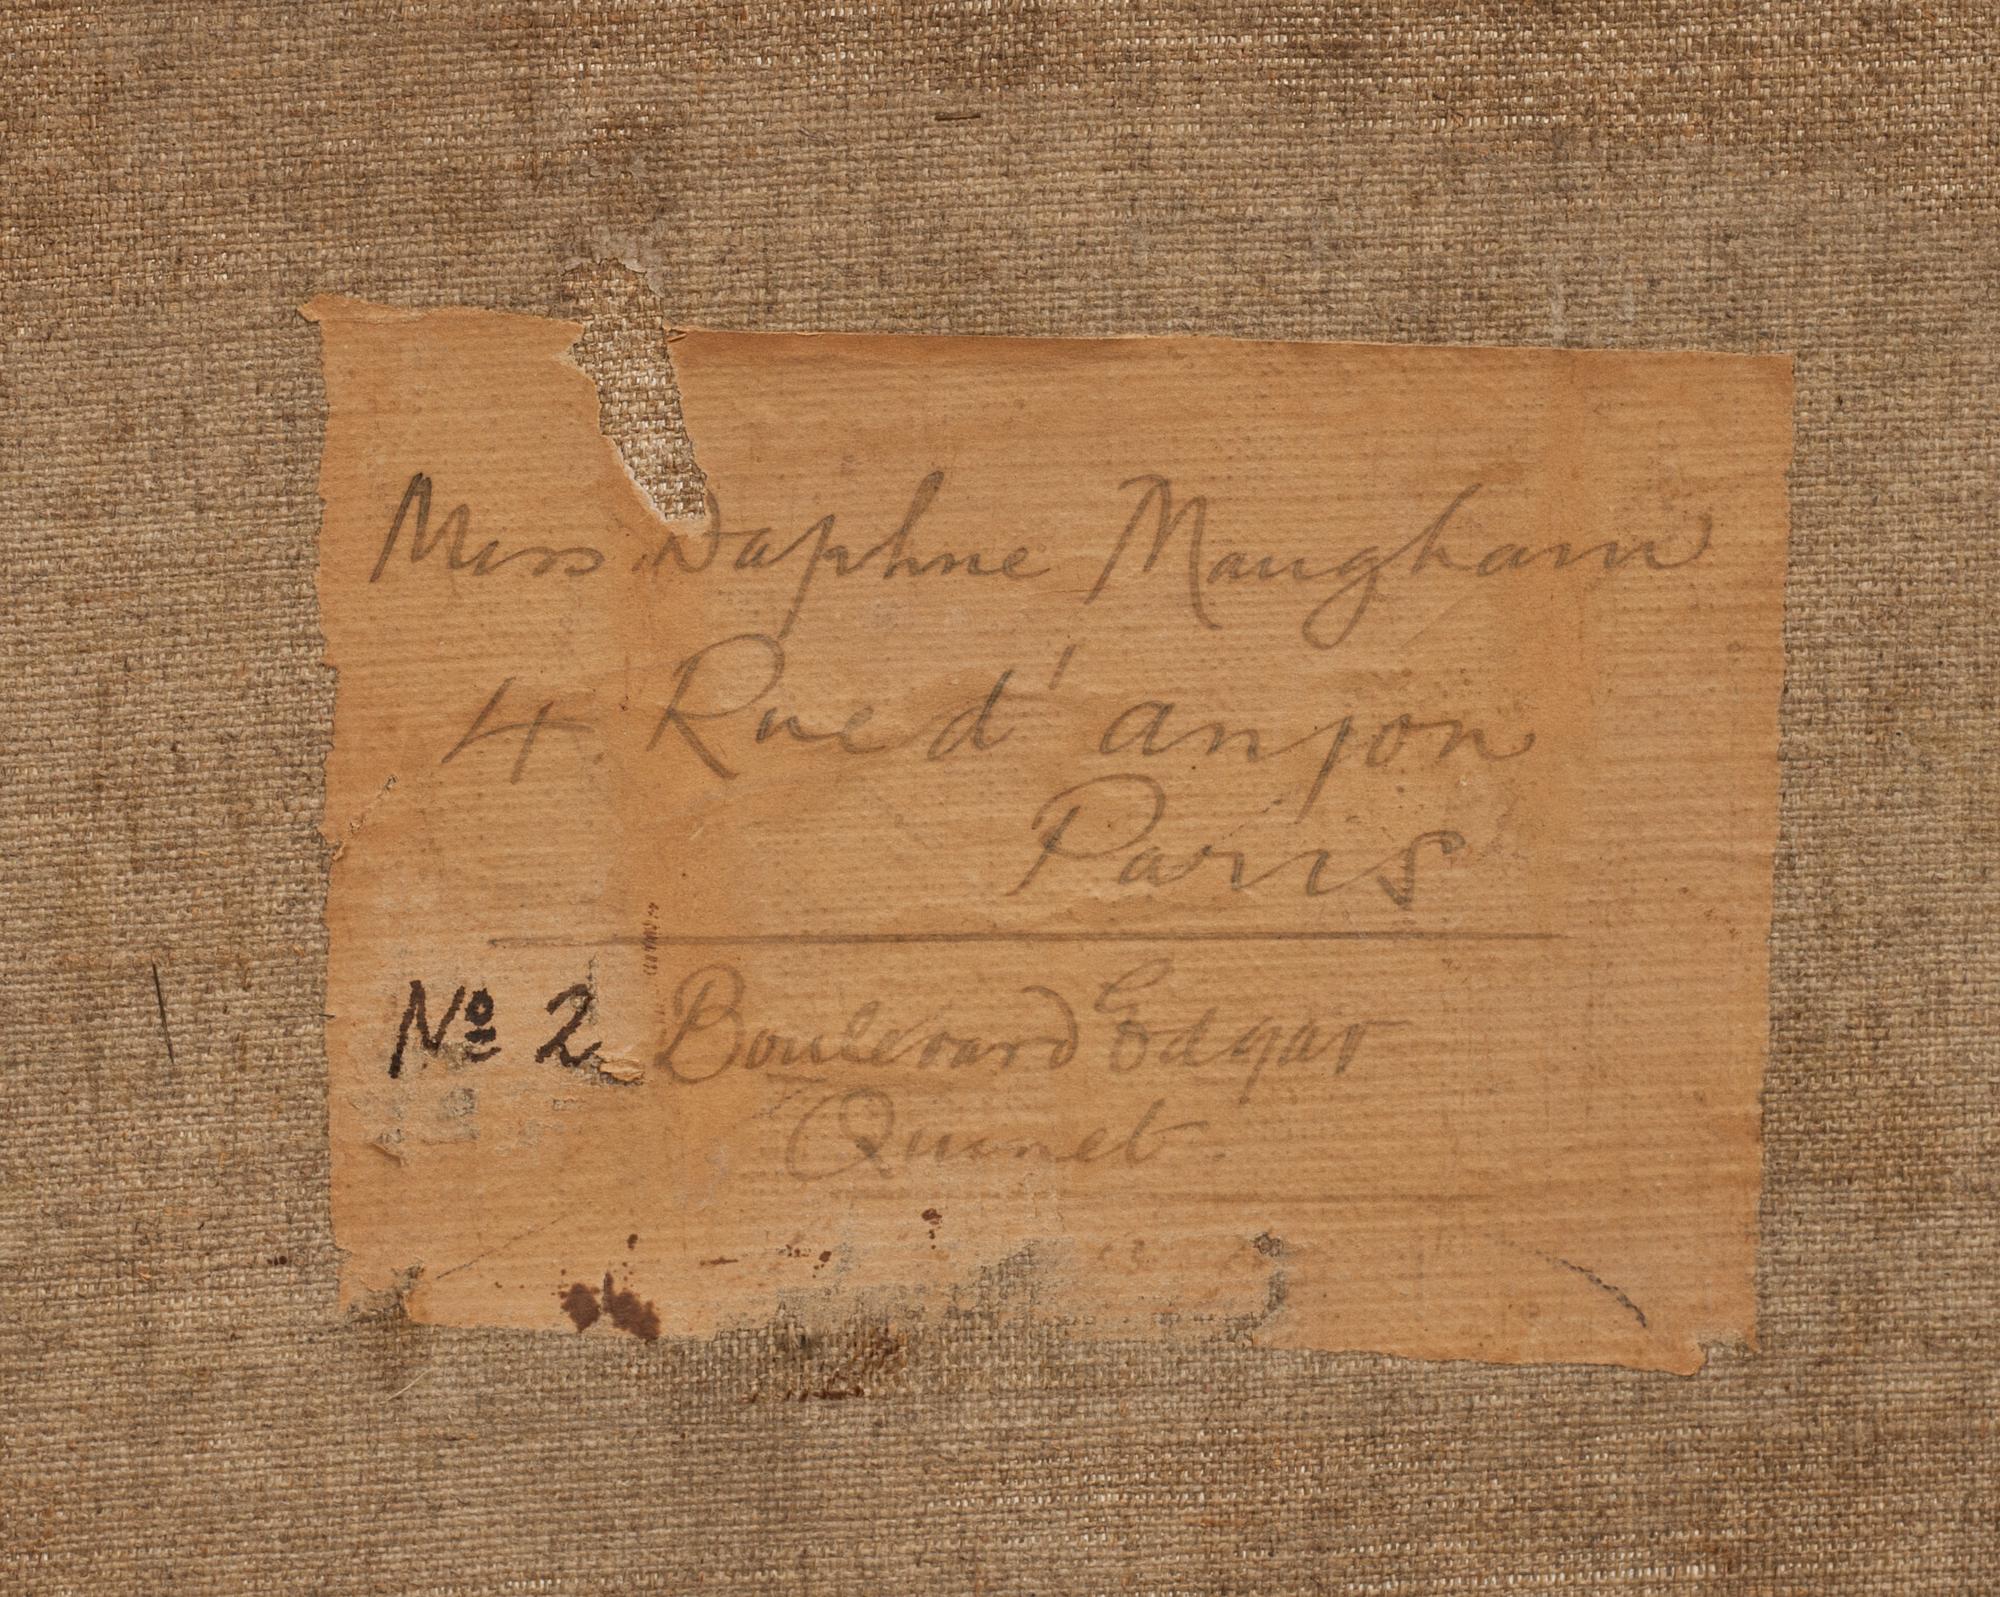 Miss Daphne Maugham
4. Rue d' anjou
Paris
Nº 2 Boulevard Edgar
Quinet.